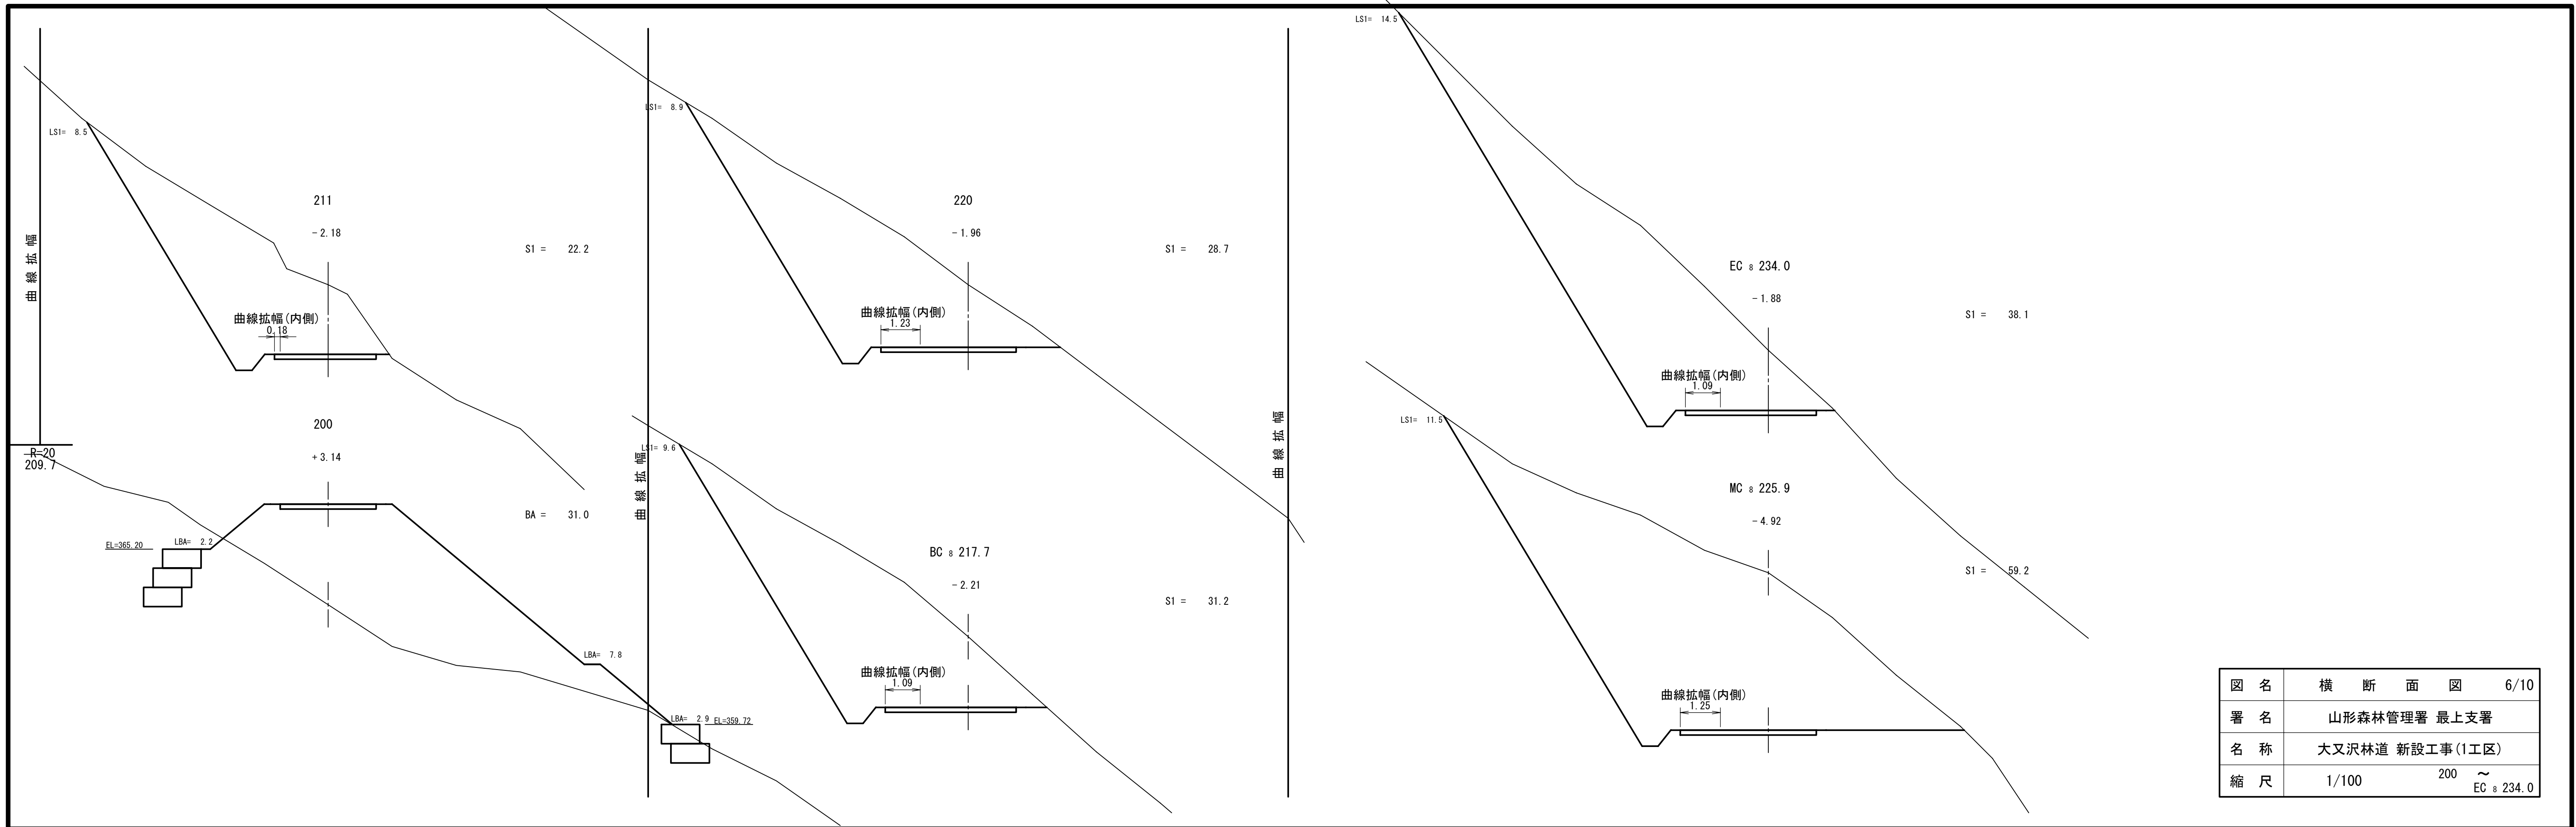 曲線拡幅
LS1= 8.5
211
-2.18
S1 = 22.2
曲線拡幅(内側)
0.18
R=20
209.7
200
+3.14
BA = 31.0
EL=365.20
LBA= 2.2
LBA= 7.8
LBA= 2.9
EL=359.72
曲線拡幅
LS1= 8.9
220
-1.96
S1 = 28.7
曲線拡幅(内側)
1.23
LS1= 9.6
BC 8 217.7
-2.21
S1 = 31.2
曲線拡幅(内側)
1.09
曲線拡幅
LS1= 14.5
EC 8 234.0
-1.88
S1 = 38.1
曲線拡幅(内側)
1.09
LS1= 11.5
MC 8 225.9
-4.92
S1 = 59.2
曲線拡幅(内側)
1.25
図名 横断面図 6/10
署名 山形森林管理署 最上支署
名称 大又沢林道 新設工事(1工区)
縮尺 1/100 200 ~ EC 8 234.0